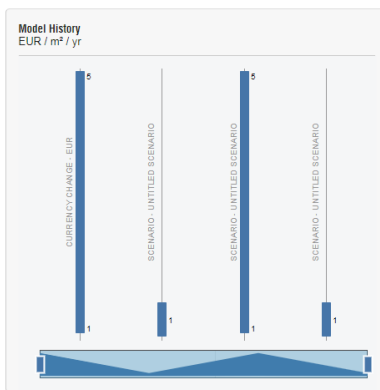 Model History
EUR / m² / yr
5
CURRENCY CHANGE - EUR
1
SCENARIO - UNTITLED SCENARIO
1
5
SCENARIO - UNTITLED SCENARIO
1
SCENARIO - UNTITLED SCENARIO
1